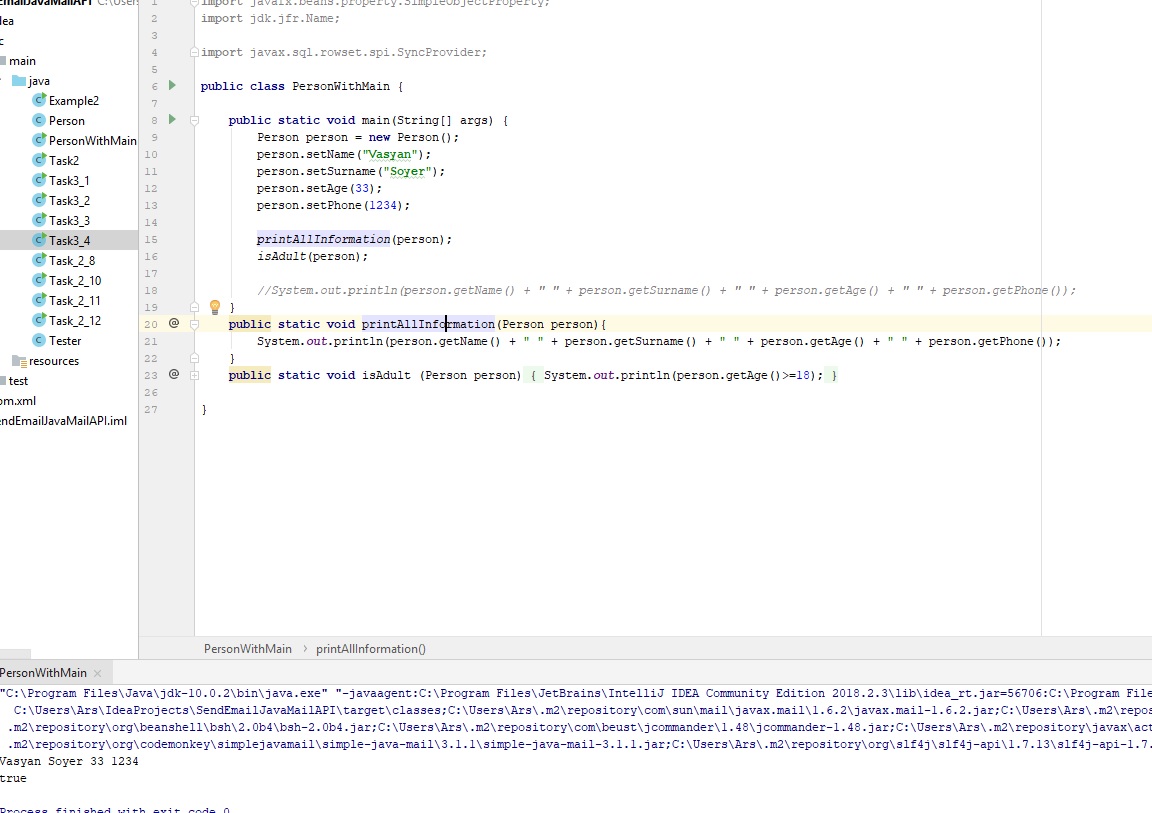 EmailJavaMailAPI C:\Users
idea
main
java
Example2
Person
PersonWithMain
Task2
Task3_1
Task3_2
Task3_3
Task3_4
Task_2_8
Task_2_10
Task_2_11
Task_2_12
Tester
resources
test
pom.xml
endEmailJavaMailAPI.iml
1 import javafx.beans.property.SimpleObjectProperty;
2 import jdk.jfr.Name;
3
4 import javax.sql.rowset.spi.SyncProvider;
5
6 public class PersonWithMain {
7
8 public static void main(String[] args) {
9 Person person = new Person();
10 person.setName("Vasyan");
11 person.setSurname("Soyer");
12 person.setAge(33);
13 person.setPhone(1234);
14
15 printAllInformation(person);
16 isAdult(person);
17
18 //System.out.println(person.getName() + " " + person.getSurname() + " " + person.getAge() + " " + person.getPhone());
19 }
20 @ public static void printAllInformation(Person person){
21 System.out.println(person.getName() + " " + person.getSurname() + " " + person.getAge() + " " + person.getPhone());
22 }
23 @ public static void isAdult (Person person) { System.out.println(person.getAge()>=18); }
26
27 }
PersonWithMain › printAllInformation()
PersonWithMain ×
"C:\Program Files\Java\jdk-10.0.2\bin\java.exe" "-javaagent:C:\Program Files\JetBrains\IntelliJ IDEA Community Edition 2018.2.3\lib\idea_rt.jar=56706:C:\Program File
C:\Users\Ars\IdeaProjects\SendEmailJavaMailAPI\target\classes;C:\Users\Ars\.m2\repository\com\sun\mail\javax.mail\1.6.2\javax.mail-1.6.2.jar;C:\Users\Ars\.m2\repos
.m2\repository\org\beanshell\bsh\2.0b4\bsh-2.0b4.jar;C:\Users\Ars\.m2\repository\com\beust\jcommander\1.48\jcommander-1.48.jar;C:\Users\Ars\.m2\repository\javax\act
.m2\repository\org\codemonkey\simplejavamail\simple-java-mail\3.1.1\simple-java-mail-3.1.1.jar;C:\Users\Ars\.m2\repository\org\slf4j\slf4j-api\1.7.13\slf4j-api-1.7.
Vasyan Soyer 33 1234
true
Process finished with exit code 0